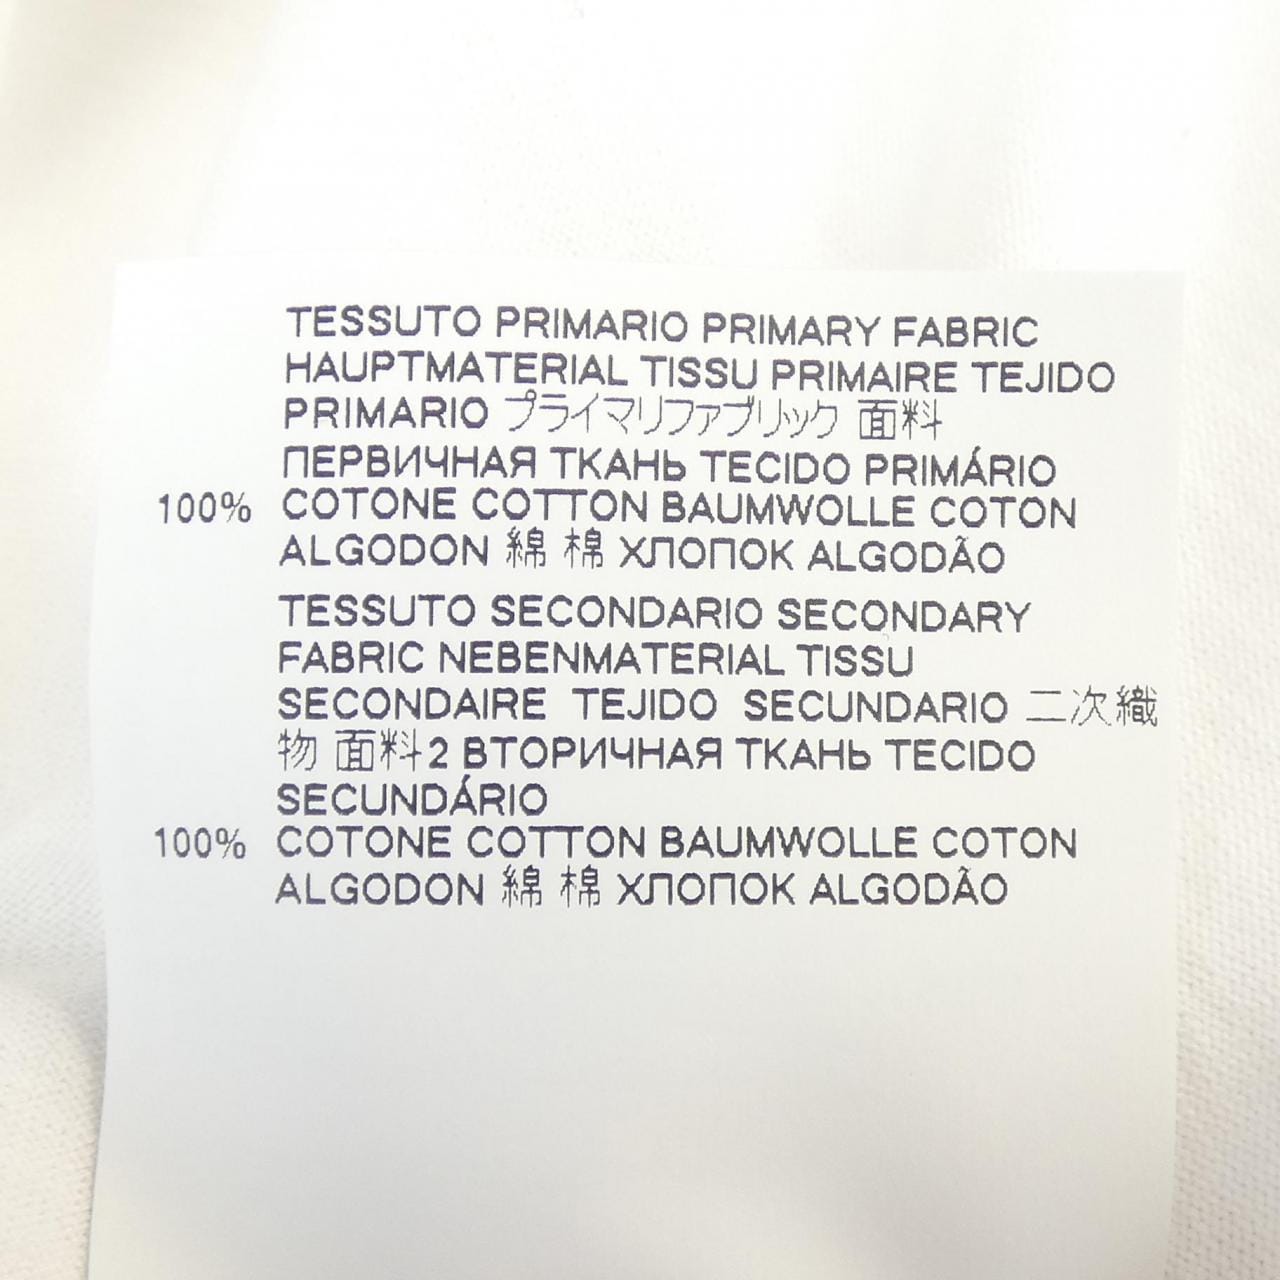 TESSUTO PRIMARIO PRIMARY FABRIC
HAUPTMATERIAL TISSU PRIMAIRE TEJIDO
PRIMARIO プライマリファブリック 面料
ПЕРВИЧНАЯ ТКАНЬ TECIDO PRIMÁRIO
100% COTONE COTTON BAUMWOLLE COTON
ALGODON 綿 棉 ХЛОПОК ALGODÃO
TESSUTO SECONDARIO SECONDARY
FABRIC NEBENMATERIAL TISSU
SECONDAIRE TEJIDO SECUNDARIO 二次織
物 面料2 ВТОРИЧНАЯ ТКАНЬ TECIDO
SECUNDÁRIO
100% COTONE COTTON BAUMWOLLE COTON
ALGODON 綿 棉 ХЛОПОК ALGODÃO